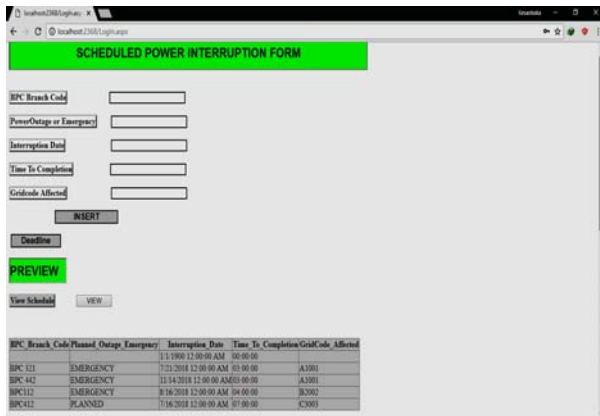 localhost:2368/Login.aspx
localhost:2368/Login.aspx
SCHEDULED POWER INTERRUPTION FORM
BPC Branch Code
PowerOutage or Emergency
Interruption Date
Time To Completion
Gridcode Affected
INSERT
Deadline
PREVIEW
View Schedule VIEW
BPC_Branch_Code Planned_Outage_Emergency Interruption_Date Time_To_Completion GridCode_Affected
1/1/1900 12:00:00 AM 00:00:00
BPC 321 EMERGENCY 7/21/2018 12:00:00 AM 03:00:00 A1001
BPC 442 EMERGENCY 11/14/2018 12:00:00 AM 03:00:00 A1001
BPC112 EMERGENCY 8/16/2018 12:00:00 AM 04:00:00 B2002
BPC412 PLANNED 7/16/2018 12:00:00 AM 07:00:00 C3003